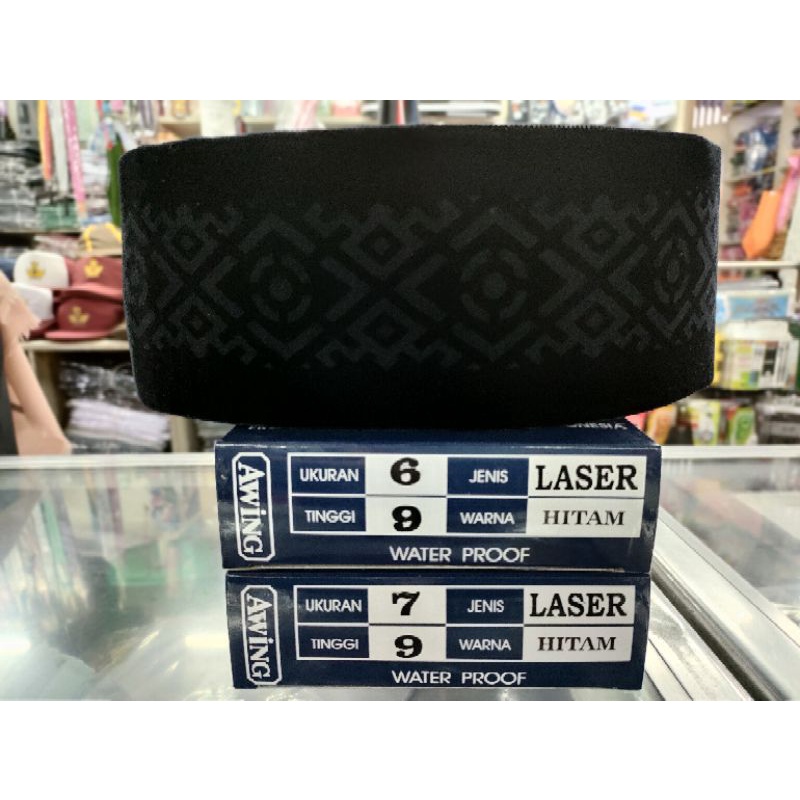 INDONESIA
AWiNG
UKURAN 6 JENIS LASER
TINGGI 9 WARNA HITAM
WATER PROOF
AWiNG
UKURAN 7 JENIS LASER
TINGGI 9 WARNA HITAM
WATER PROOF